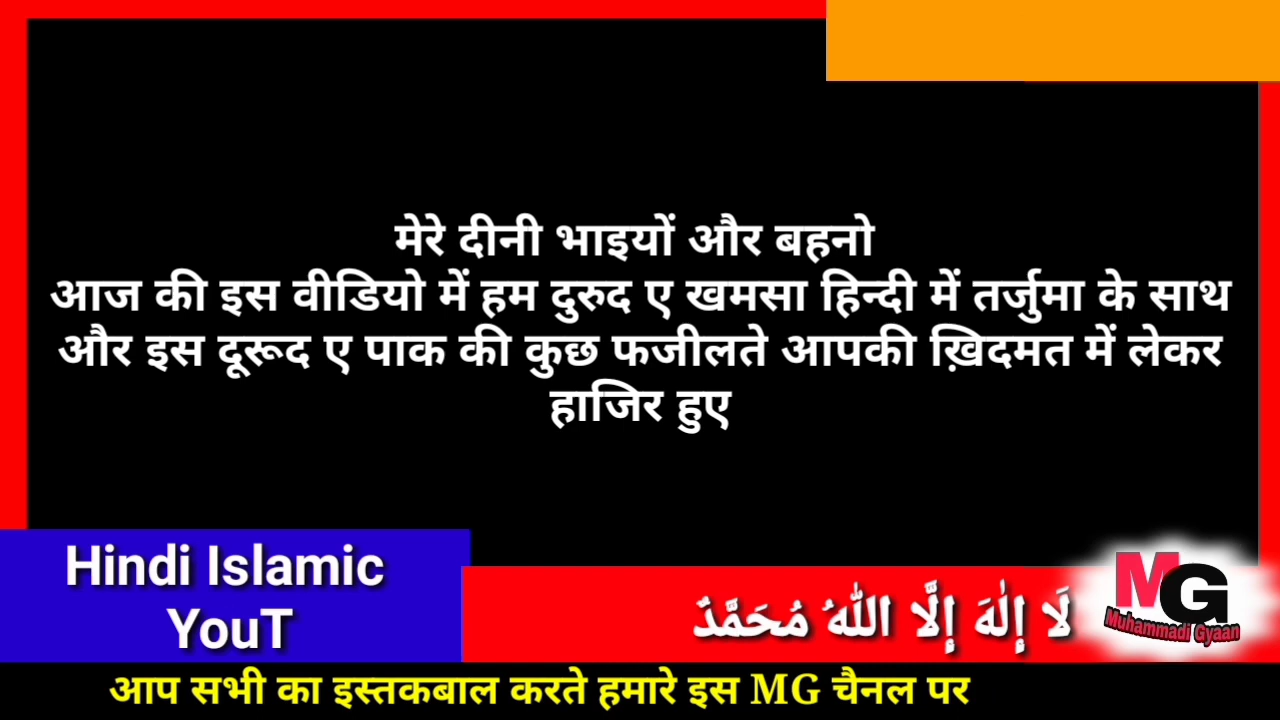 मेरे दीनी भाइयों और बहनो
आज की इस वीडियो में हम दुरुद ए खमसा हिन्दी में तर्जुमा के साथ
और इस दूरूद ए पाक की कुछ फजीलते आपकी ख़िदमत में लेकर
हाजिर हुए
Hindi Islamic
YouT
لَا إِلٰهَ إِلَّا اللهُ مُحَمَّدٌ
MG
Muhammadi Gyaan
आप सभी का इस्तकबाल करते हमारे इस MG चैनल पर